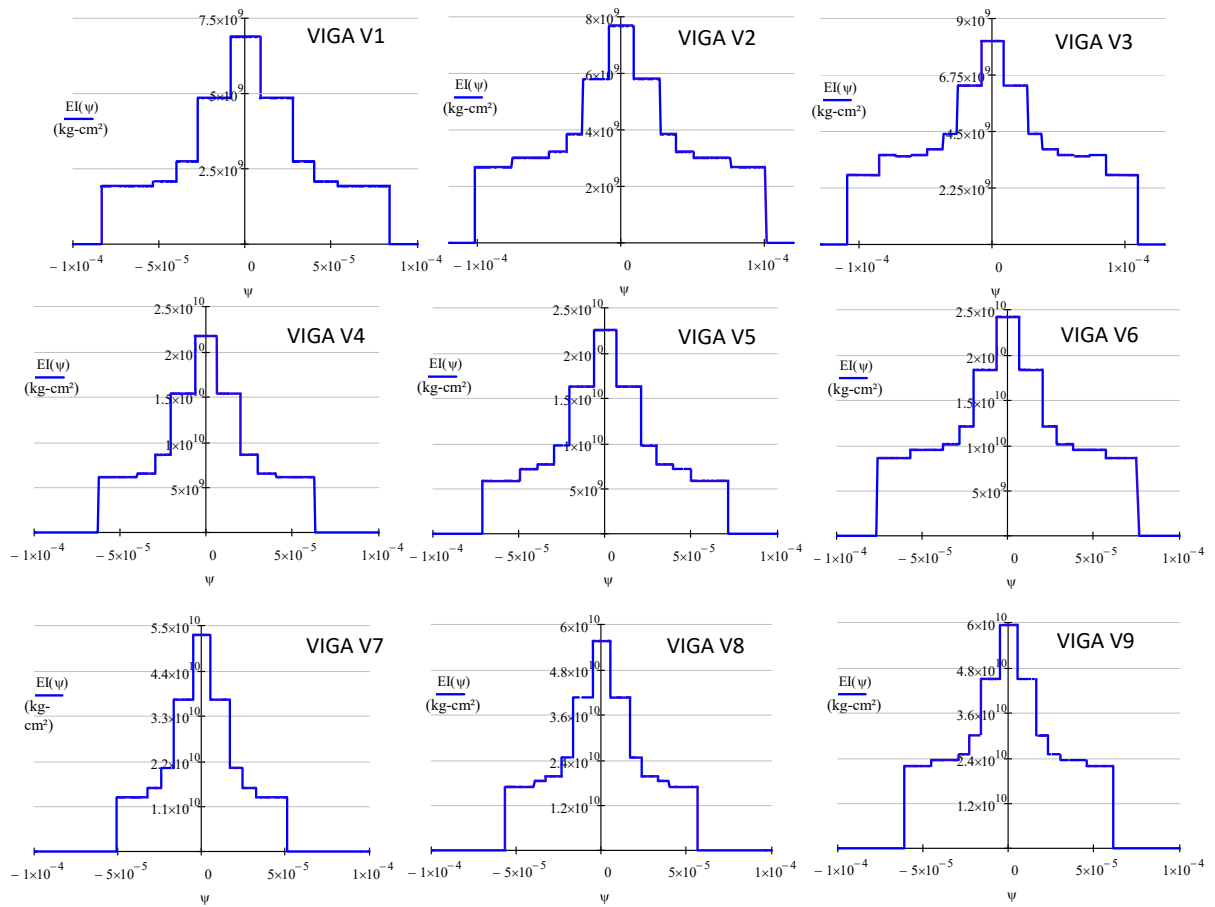 VIGA V1
7.5×10⁹
5×10⁹
2.5×10⁹
EI(ψ)
(kg-cm²)
− 1×10⁻⁴
− 5×10⁻⁵
0
5×10⁻⁵
1×10⁻⁴
ψ
VIGA V2
8×10⁹
6×10⁹
4×10⁹
2×10⁹
EI(ψ)
(kg-cm²)
− 1×10⁻⁴
0
1×10⁻⁴
ψ
VIGA V3
9×10⁹
6.75×10⁹
4.5×10⁹
2.25×10⁹
EI(ψ)
(kg-cm²)
− 1×10⁻⁴
0
1×10⁻⁴
ψ
VIGA V4
2.5×10¹⁰
2×10¹⁰
1.5×10¹⁰
1×10¹⁰
5×10⁹
EI(ψ)
(kg-cm²)
− 1×10⁻⁴
− 5×10⁻⁵
0
5×10⁻⁵
1×10⁻⁴
ψ
VIGA V5
2.5×10¹⁰
2×10¹⁰
1.5×10¹⁰
1×10¹⁰
5×10⁹
EI(ψ)
(kg-cm²)
− 1×10⁻⁴
− 5×10⁻⁵
0
5×10⁻⁵
1×10⁻⁴
ψ
VIGA V6
2.5×10¹⁰
2×10¹⁰
1.5×10¹⁰
1×10¹⁰
5×10⁹
EI(ψ)
(kg-cm²)
− 1×10⁻⁴
− 5×10⁻⁵
0
5×10⁻⁵
1×10⁻⁴
ψ
VIGA V7
5.5×10¹⁰
4.4×10¹⁰
3.3×10¹⁰
2.2×10¹⁰
1.1×10¹⁰
EI(ψ)
(kg-
cm²)
− 1×10⁻⁴
− 5×10⁻⁵
0
5×10⁻⁵
1×10⁻⁴
ψ
VIGA V8
6×10¹⁰
4.8×10¹⁰
3.6×10¹⁰
2.4×10¹⁰
1.2×10¹⁰
EI(ψ)
(kg-cm²)
− 1×10⁻⁴
− 5×10⁻⁵
0
5×10⁻⁵
1×10⁻⁴
ψ
VIGA V9
6×10¹⁰
4.8×10¹⁰
3.6×10¹⁰
2.4×10¹⁰
1.2×10¹⁰
EI(ψ)
(kg-cm²)
− 1×10⁻⁴
− 5×10⁻⁵
0
5×10⁻⁵
1×10⁻⁴
ψ